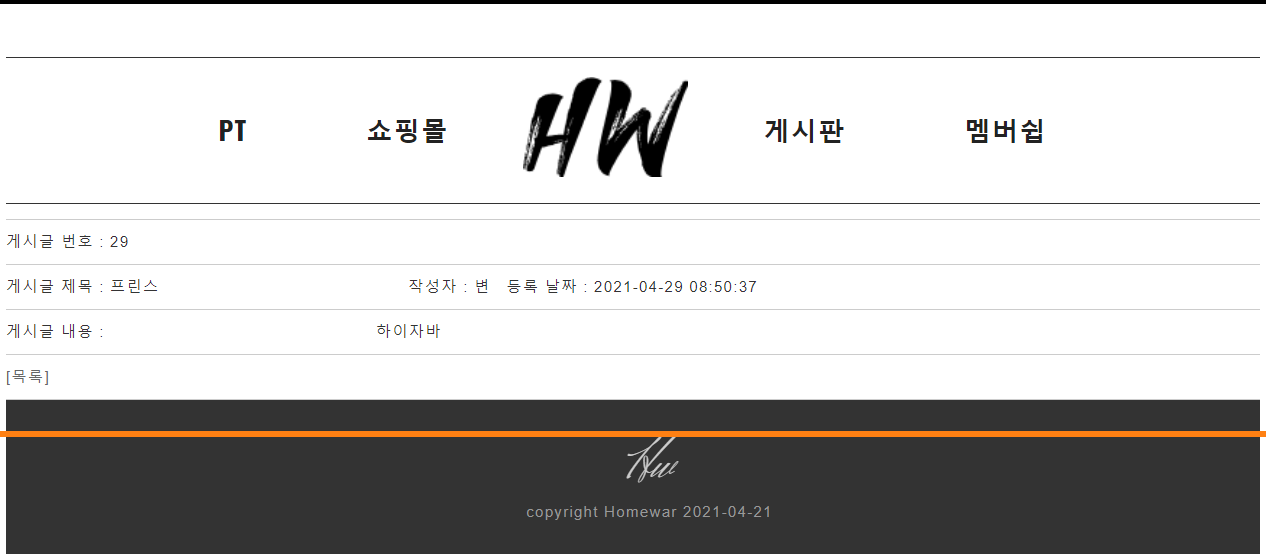 PT 쇼핑몰 HW 게시판 멤버쉽
게시글 번호 : 29
게시글 제목 : 프린스 작성자 : 변 등록 날짜 : 2021-04-29 08:50:37
게시글 내용 : 하이자바
[목록]
Hw
copyright Homewar 2021-04-21